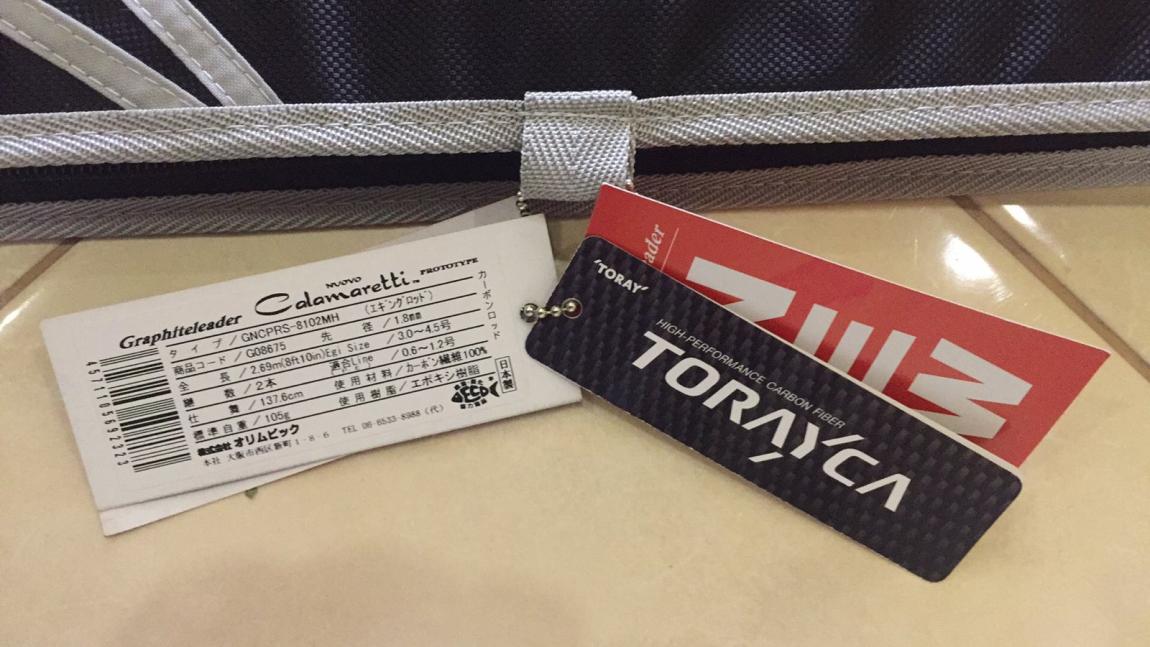 Graphiteleader NUOVO Calamaretti™ PROTOTYPE
タイプ/GNCPRS-8102MH (エギングロッド)
商品コード/G08675 先径/1.8mm
全長/2.69m(8ft10in) Egi Size/3.0〜4.5号
継数/2本 適合Line/0.6〜1.2号
仕舞/137.6cm 使用材料/カーボン繊維100%
標準自重/105g 使用樹脂/エポキシ樹脂
株式会社オリムピック
本社 大阪市西区新町1-8-6 TEL 06-6533-8988(代)
カーボンロッド
日本製
4571105692323
'TORAY'
HIGH-PERFORMANCE CARBON FIBER
TORAYCA